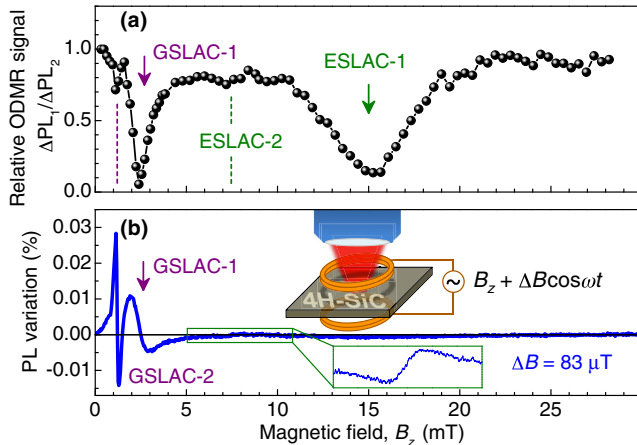 (a)
GSLAC-1
ESLAC-1
ESLAC-2
Relative ODMR signal
ΔPL₁/ΔPL₂
1.0
0.5
0.0
(b)
GSLAC-1
GSLAC-2
4H-SiC
~
B_z + ΔBcosωt
ΔB = 83 μT
PL variation (%)
0.03
0.02
0.01
0.00
-0.01
0 5 10 15 20 25
Magnetic field, B_z (mT)